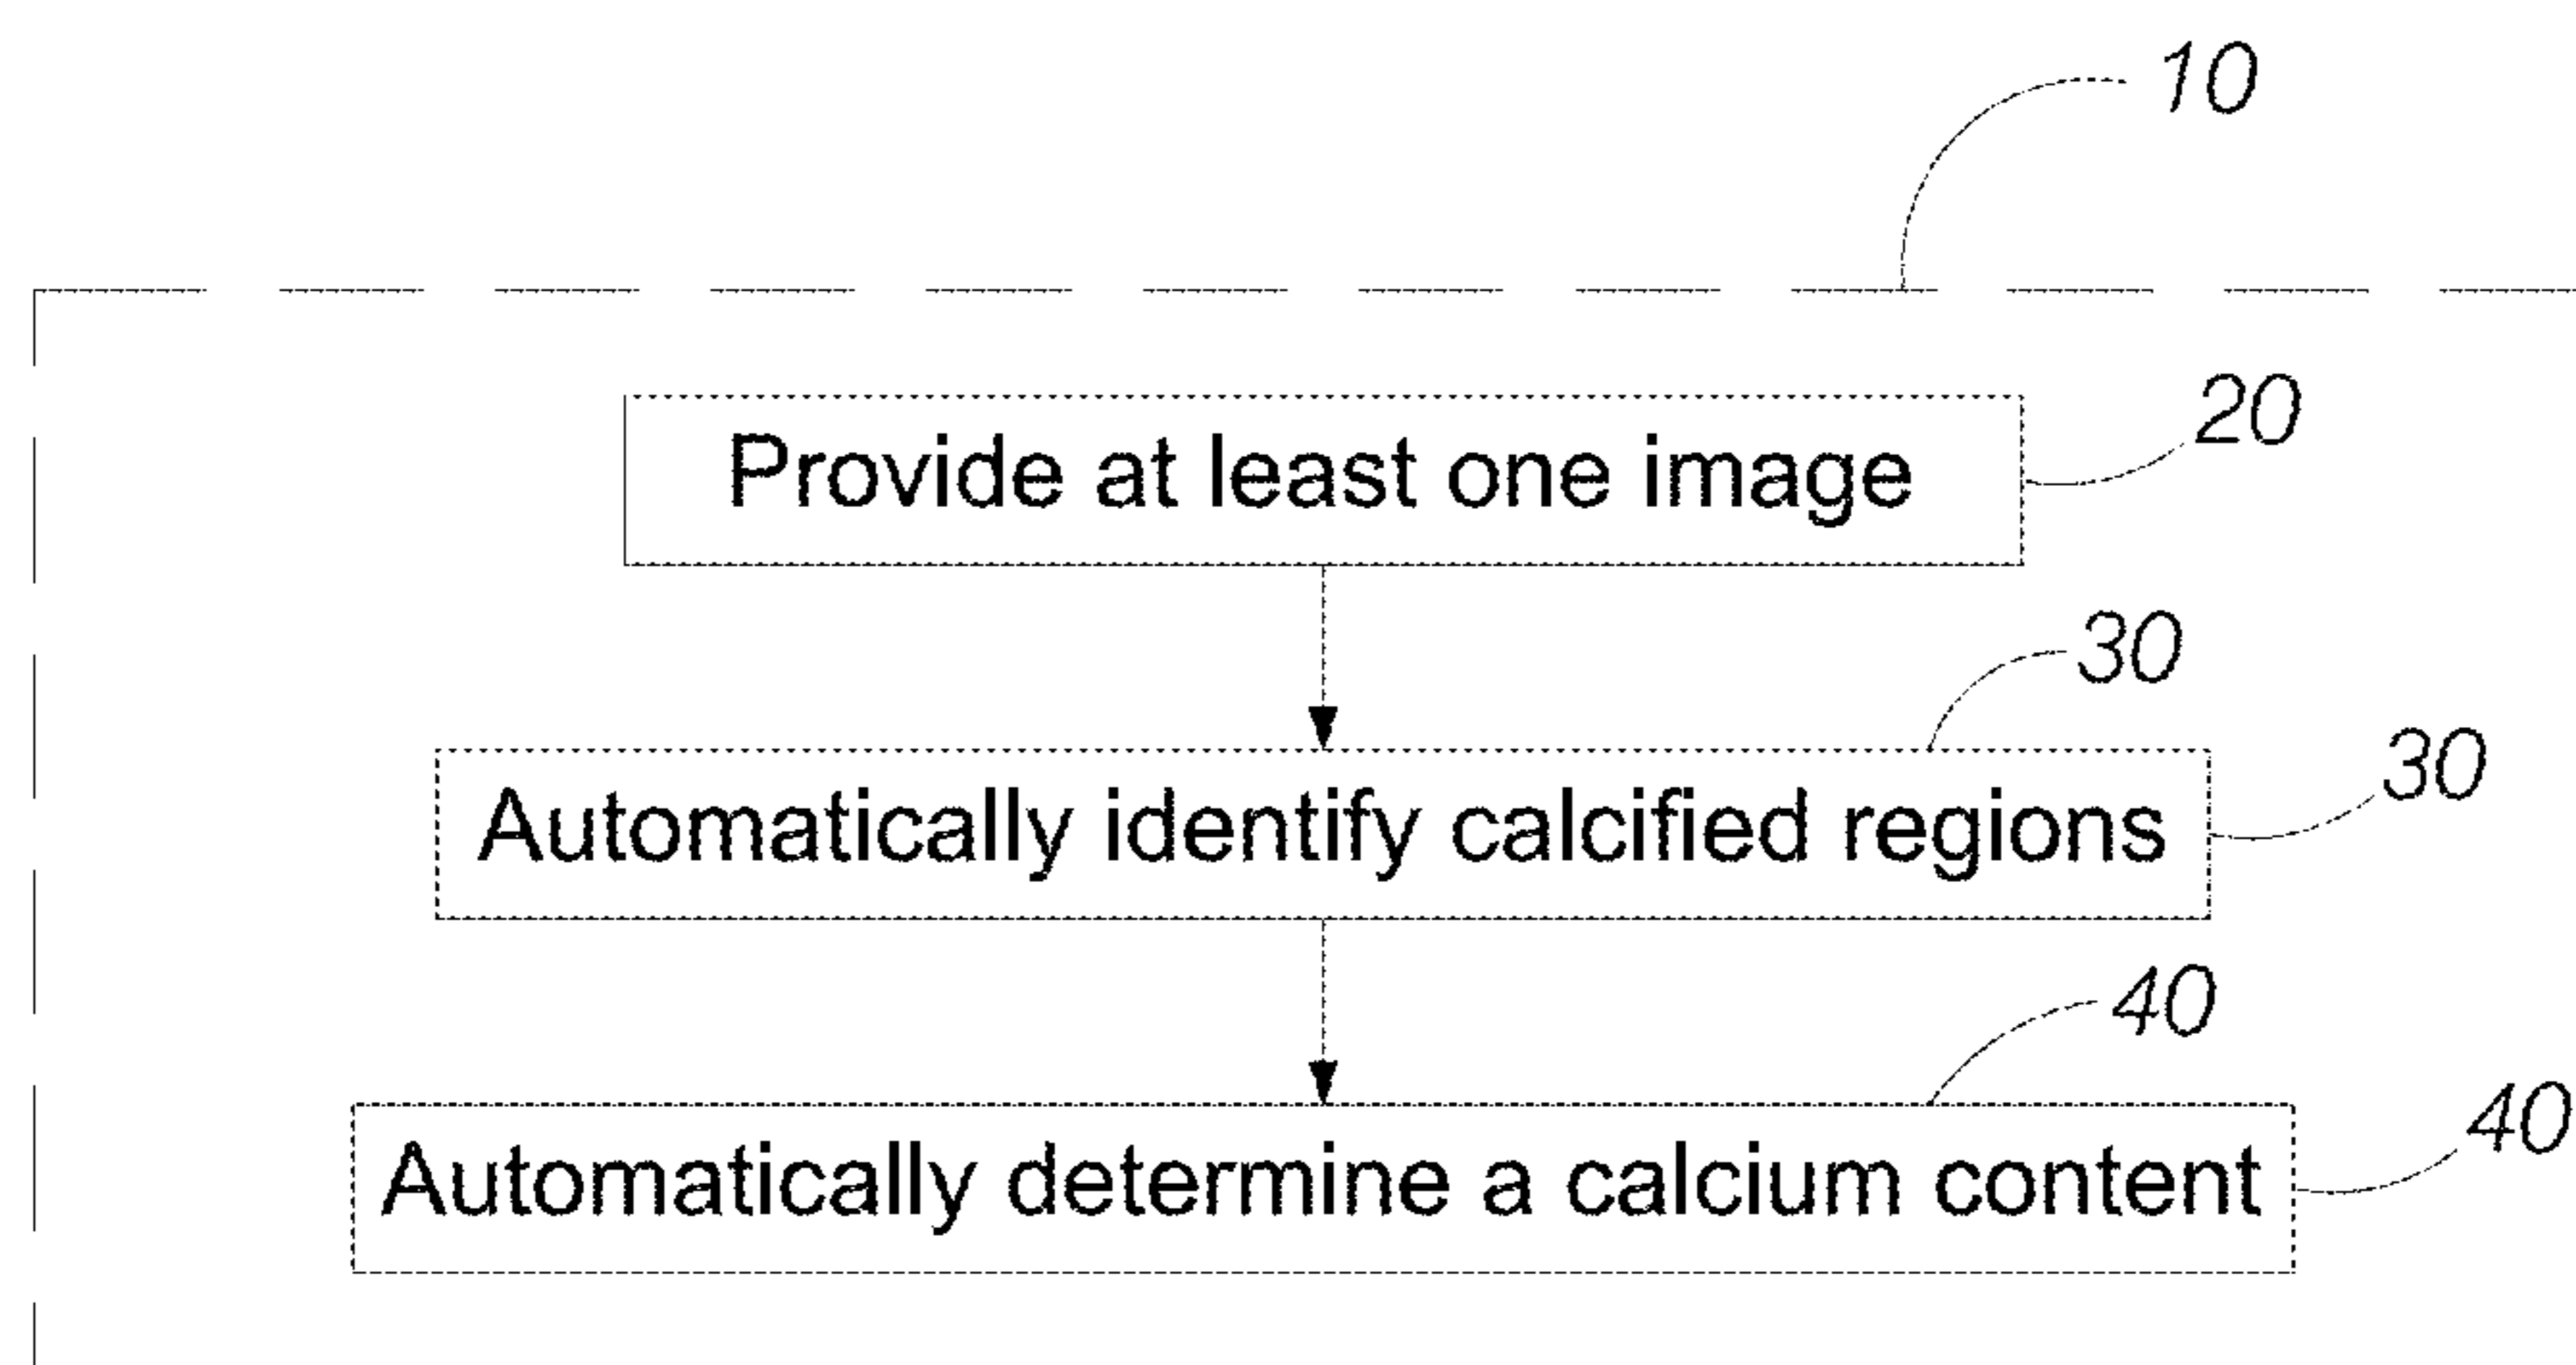 10
20
Provide at least one image
30
30
Automatically identify calcified regions
40
40
Automatically determine a calcium content